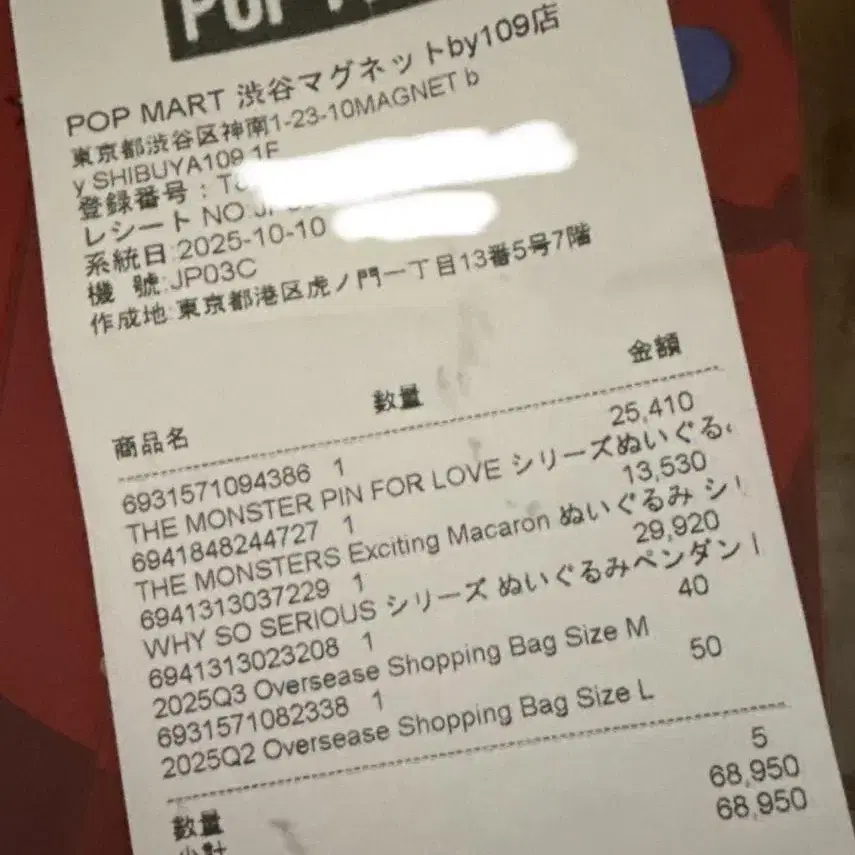 POP
POP MART 渋谷マグネットby109店
東京都渋谷区神南1-23-10MAGNET b
y SHIBUYA109 1F
登録番号:T
レシート NO:
系統日:2025-10-10
機 號:JP03C
作成地:東京都港区虎ノ門一丁目13番5号7階
商品名 数量 金額
6931571094386 1 25,410
THE MONSTER PIN FOR LOVE シリーズぬいぐる
6941848244727 1 13,530
THE MONSTERS Exciting Macaron ぬいぐるみ シ
6941313037229 1 29,920
WHY SO SERIOUS シリーズ ぬいぐるみペンダン
6941313023208 1 40
2025Q3 Oversease Shopping Bag Size M
6931571082338 1 50
2025Q2 Oversease Shopping Bag Size L
数量 5
小計 68,950
68,950